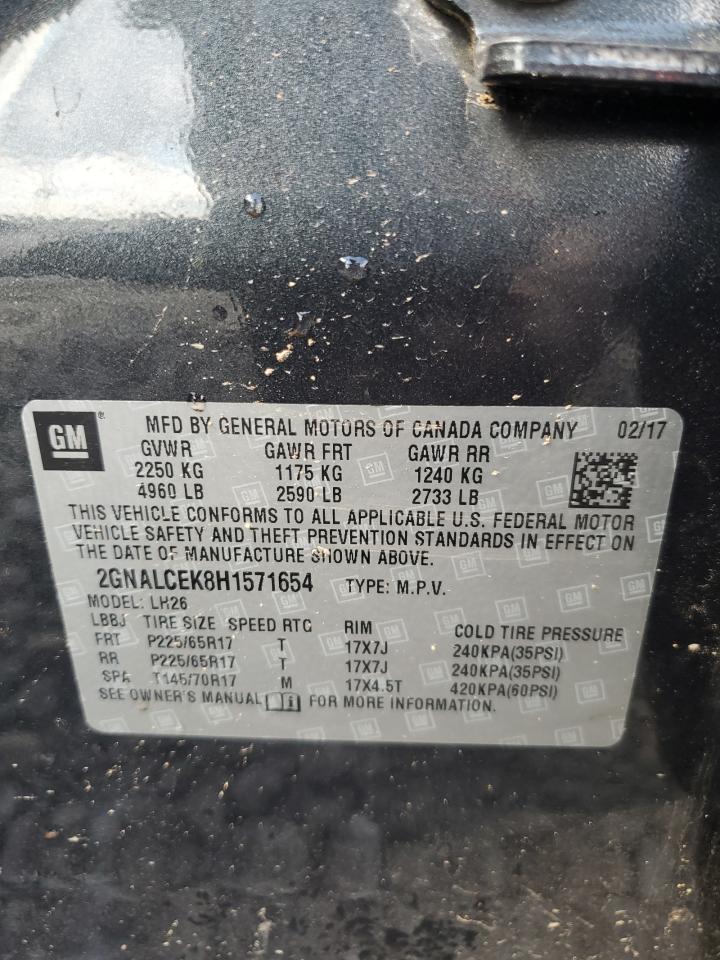 GM ® MFD BY GENERAL MOTORS OF CANADA COMPANY 02/17
GVWR GAWR FRT GAWR RR
2250 KG 1175 KG 1240 KG
4960 LB 2590 LB 2733 LB
THIS VEHICLE CONFORMS TO ALL APPLICABLE U.S. FEDERAL MOTOR
VEHICLE SAFETY AND THEFT PREVENTION STANDARDS IN EFFECT ON
THE DATE OF MANUFACTURE SHOWN ABOVE.
2GNALCEK8H1571654 TYPE: M.P.V.
MODEL: LH26
LBBJ TIRE SIZE SPEED RTG RIM COLD TIRE PRESSURE
FRT P225/65R17 T 17X7J 240KPA(35PSI)
RR P225/65R17 T 17X7J 240KPA(35PSI)
SPA T145/70R17 M 17X4.5T 420KPA(60PSI)
SEE OWNER'S MANUAL FOR MORE INFORMATION.